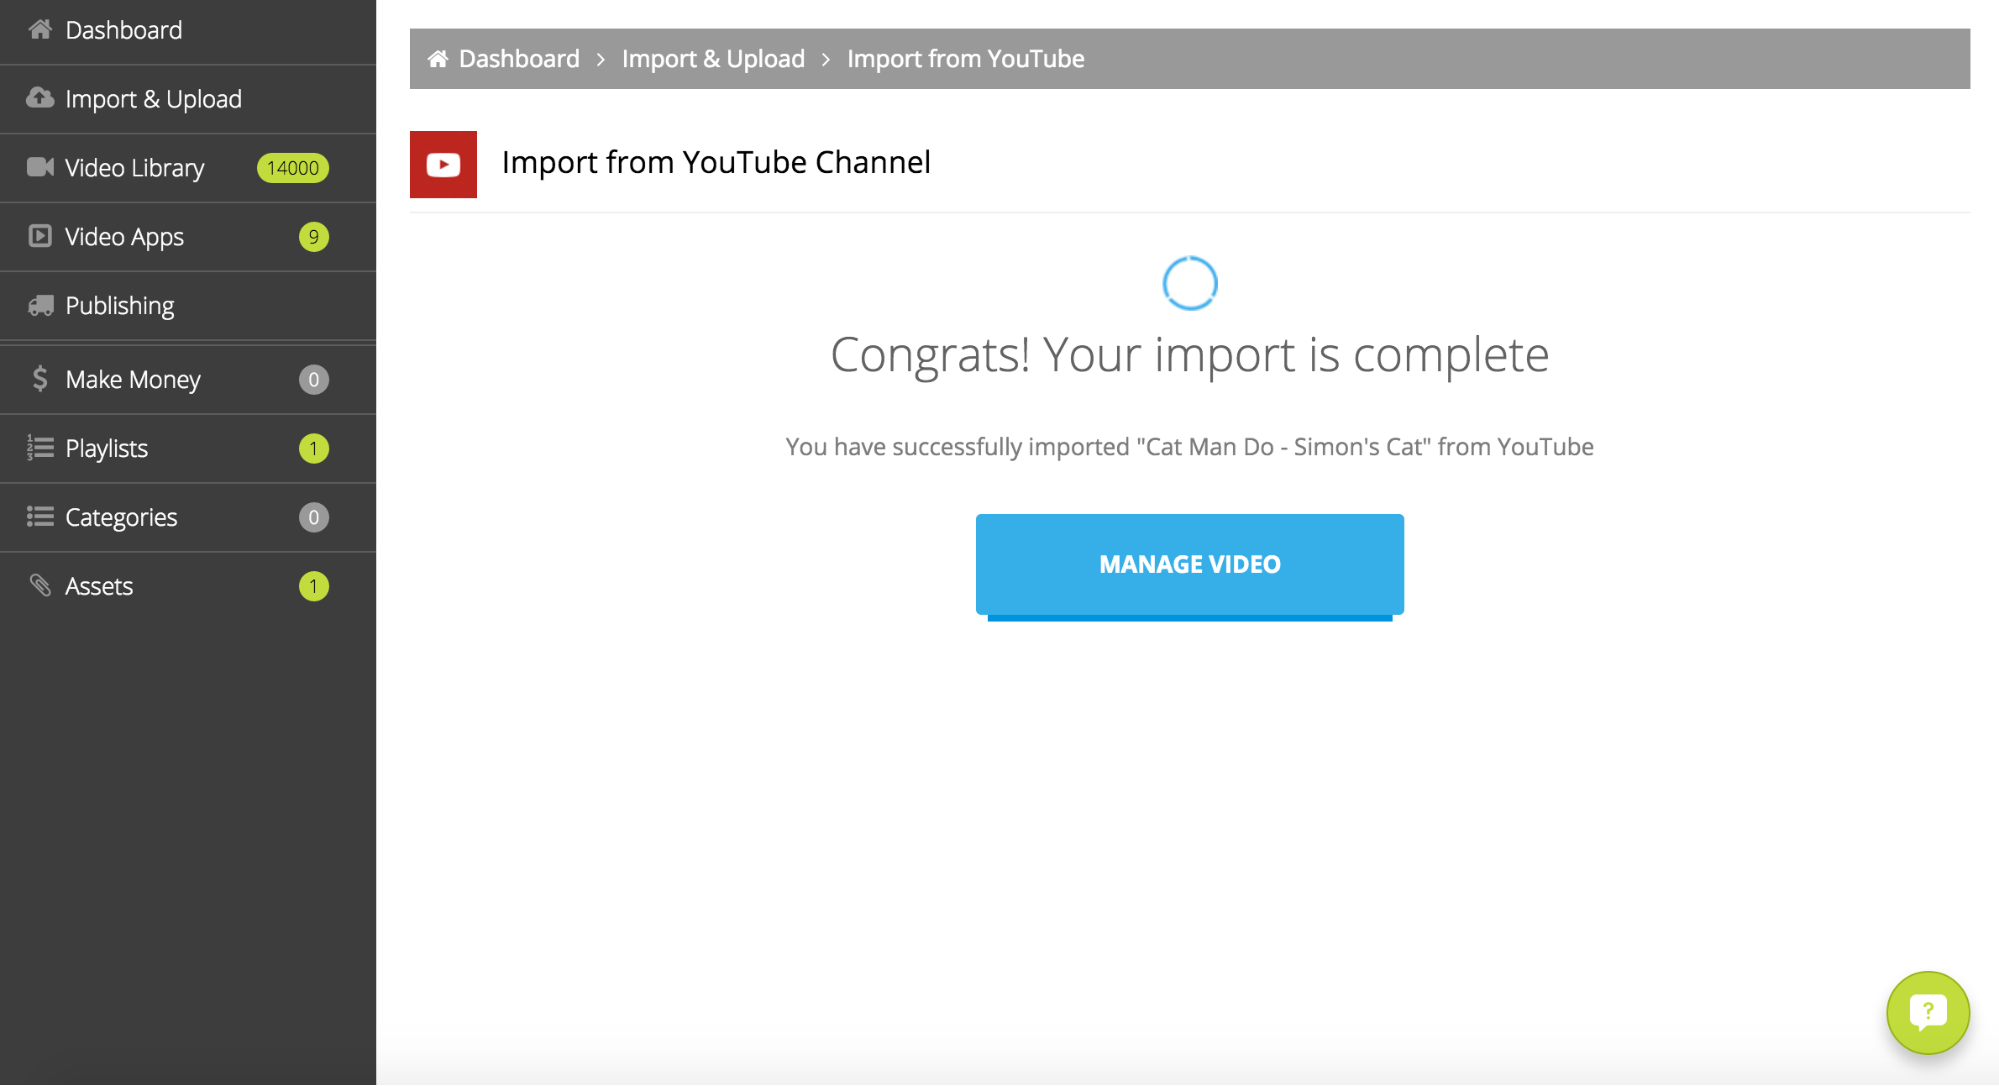 Dashboard
Import & Upload
Video Library 14000
Video Apps 9
Publishing
Make Money 0
Playlists 1
Categories 0
Assets 1
Dashboard > Import & Upload > Import from YouTube
Import from YouTube Channel
Congrats! Your import is complete
You have successfully imported "Cat Man Do - Simon's Cat" from YouTube
MANAGE VIDEO
?